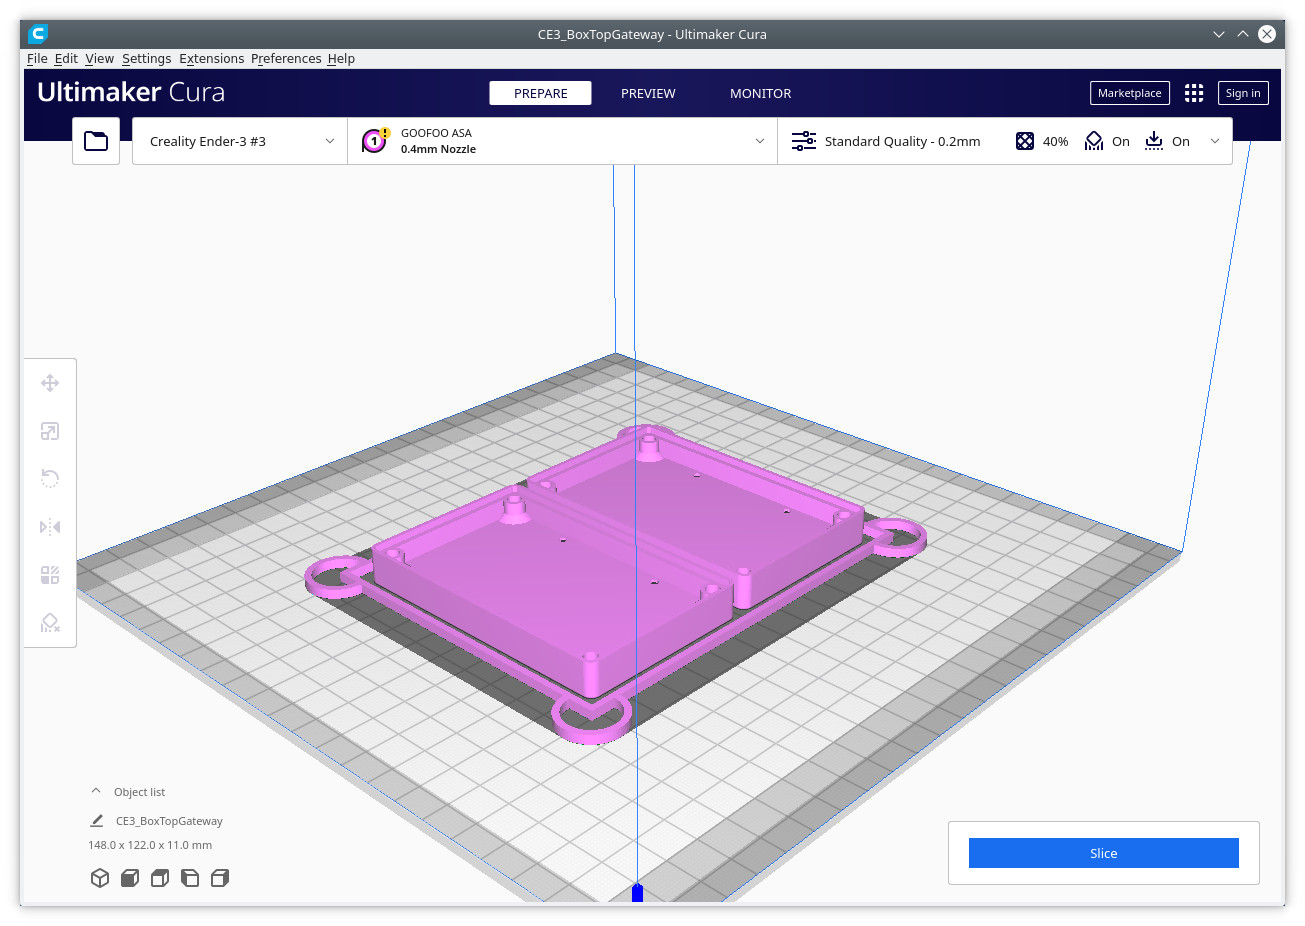 CE3_BoxTopGateway - Ultimaker Cura
File Edit View Settings Extensions Preferences Help
Ultimaker Cura
PREPARE
PREVIEW
MONITOR
Marketplace
Sign in
Creality Ender-3 #3
1
!
GOOFOO ASA
0.4mm Nozzle
Standard Quality - 0.2mm
40%
On
On
Object list
CE3_BoxTopGateway
148.0 x 122.0 x 11.0 mm
Slice